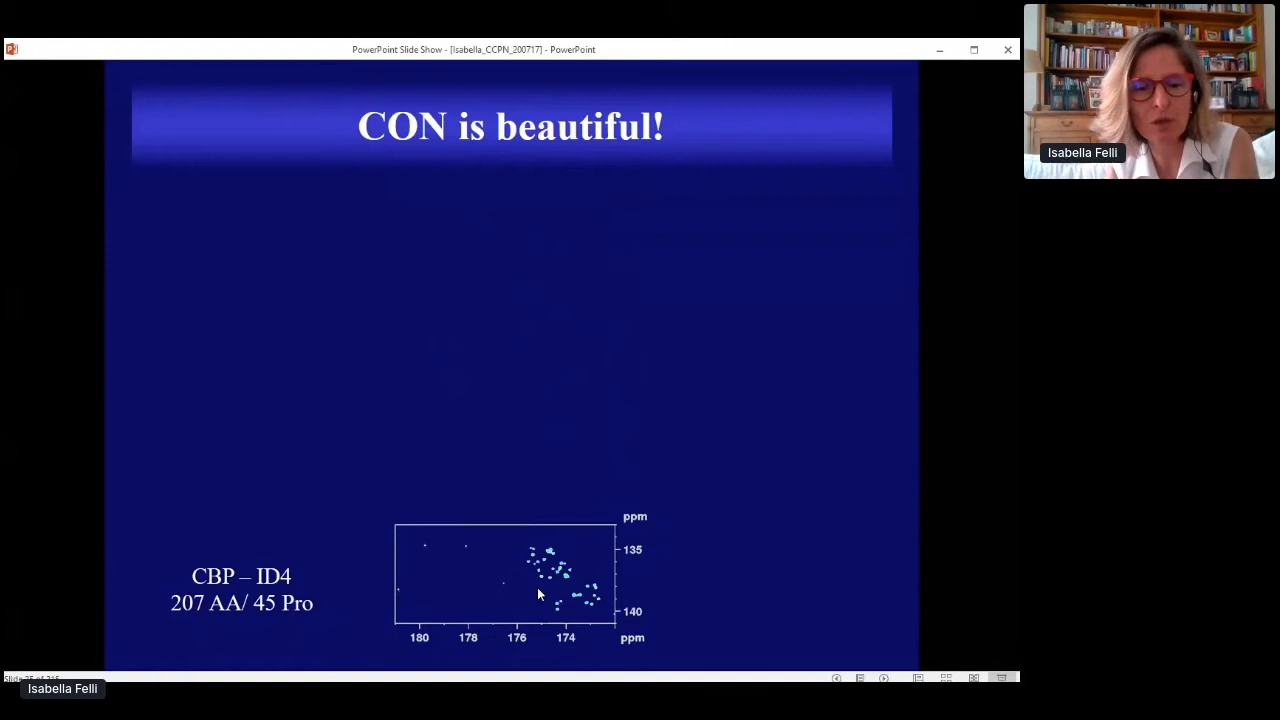 PowerPoint Slide Show - [Isabella_CCPN_200717] - PowerPoint
CON is beautiful!
Isabella Felli
CBP – ID4
207 AA/ 45 Pro
ppm
135
140
180
178
176
174
ppm
Isabella Felli